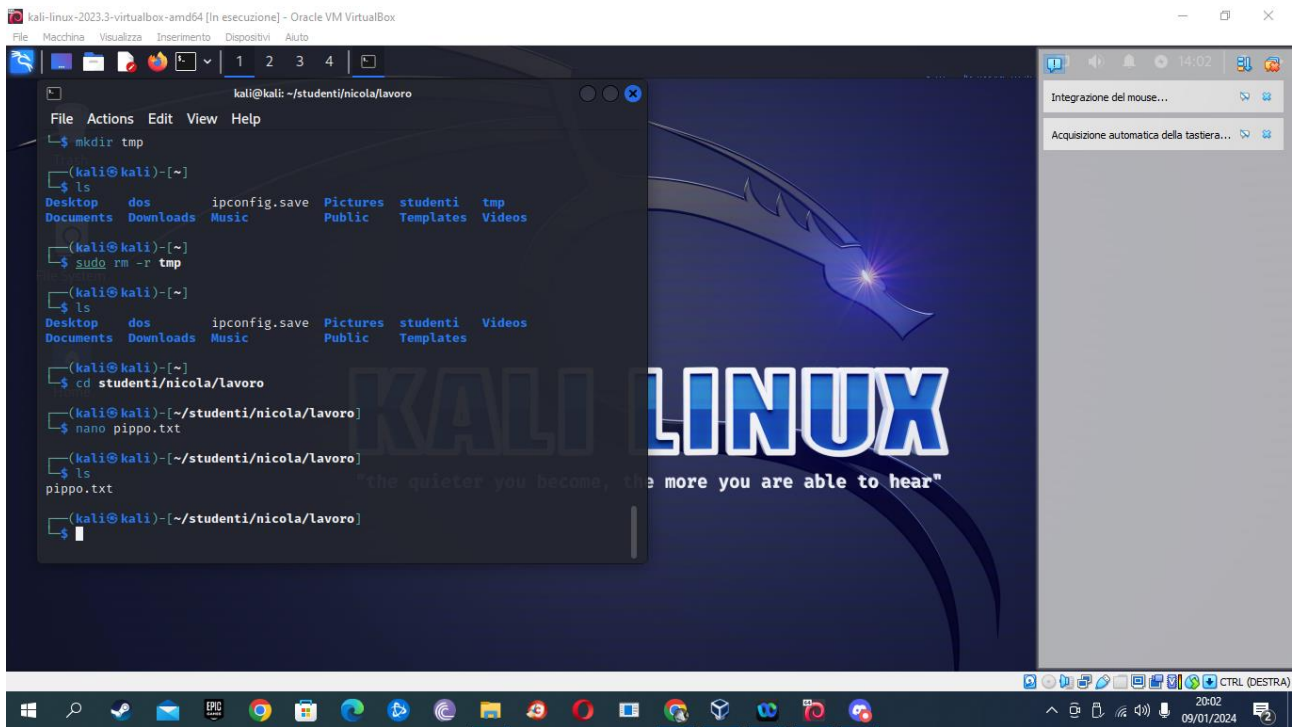 kali-linux-2023.3-virtualbox-amd64 [In esecuzione] - Oracle VM VirtualBox
File Macchina Visualizza Inserimento Dispositivi Aiuto
1 2 3 4
14:02
kali@kali: ~/studenti/nicola/lavoro
File Actions Edit View Help
└─$ mkdir tmp
┌──(kali㉿kali)-[~]
└─$ ls
Desktop dos ipconfig.save Pictures studenti tmp
Documents Downloads Music Public Templates Videos
┌──(kali㉿kali)-[~]
└─$ sudo rm -r tmp
┌──(kali㉿kali)-[~]
└─$ ls
Desktop dos ipconfig.save Pictures studenti Videos
Documents Downloads Music Public Templates
┌──(kali㉿kali)-[~]
└─$ cd studenti/nicola/lavoro
┌──(kali㉿kali)-[~/studenti/nicola/lavoro]
└─$ nano pippo.txt
┌──(kali㉿kali)-[~/studenti/nicola/lavoro]
└─$ ls
pippo.txt
┌──(kali㉿kali)-[~/studenti/nicola/lavoro]
└─$
KALI LINUX
"the quieter you become, the more you are able to hear"
Integrazione del mouse...
Acquisizione automatica della tastiera...
CTRL (DESTRA)
EPIC GAMES
20:02
09/01/2024
2